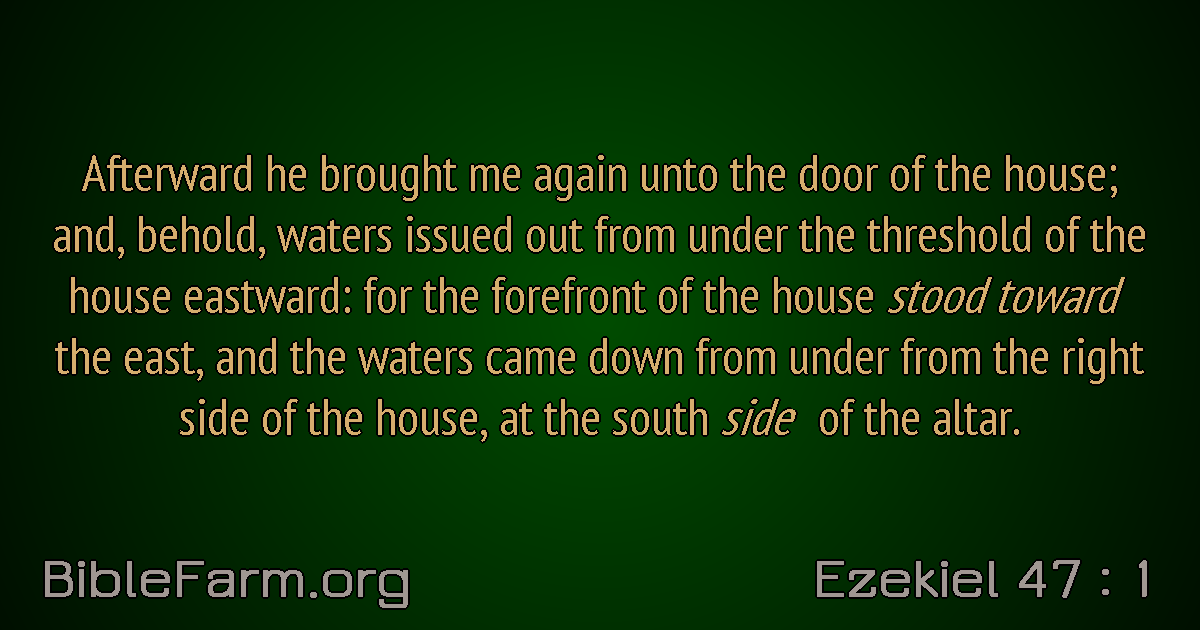 Afterward he brought me again unto the door of the house;
and, behold, waters issued out from under the threshold of the
house eastward: for the forefront of the house stood toward
the east, and the waters came down from under from the right
side of the house, at the south side of the altar.
BibleFarm.org
Ezekiel 47 : 1